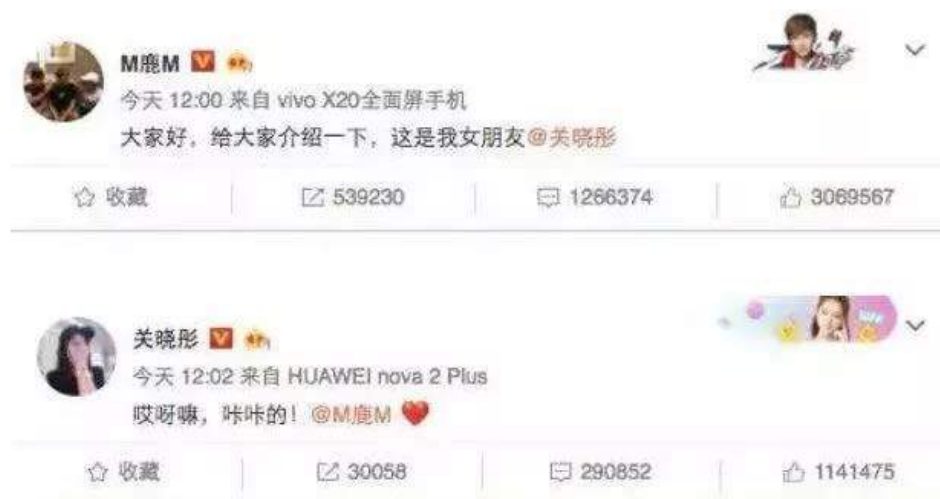 M鹿M
今天 12:00 来自 vivo X20全面屏手机
大家好，给大家介绍一下，这是我女朋友@关晓彤
收藏 539230 1266374 3069567
关晓彤
今天 12:02 来自 HUAWEI nova 2 Plus
哎呀嘛，咔咔的！@M鹿M
收藏 30058 290852 1141475